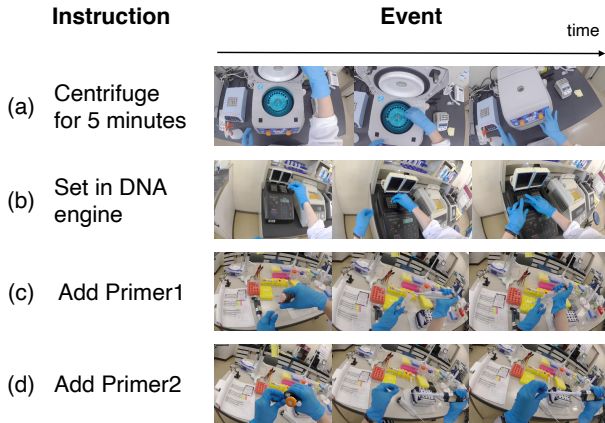 Instruction
Event
time
(a) Centrifuge
for 5 minutes
(b) Set in DNA
engine
(c) Add Primer1
(d) Add Primer2